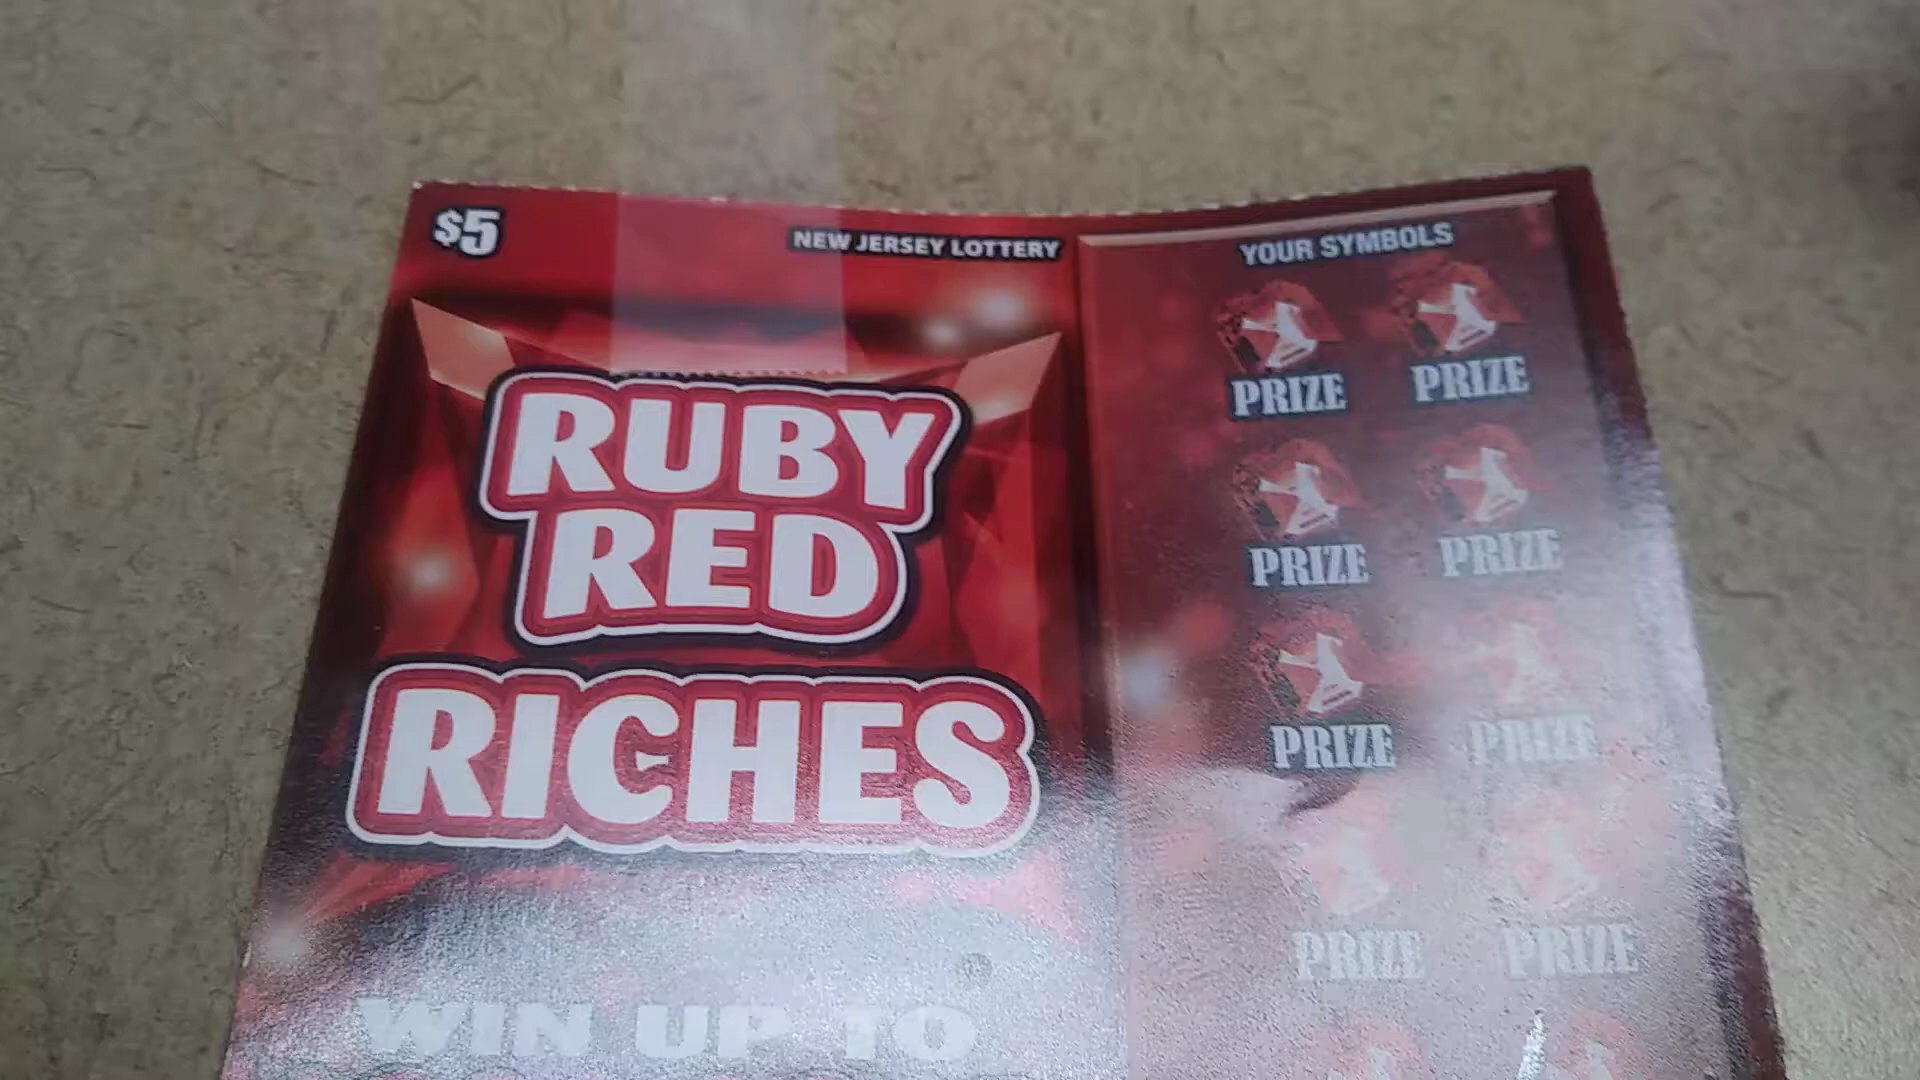 $5
NEW JERSEY LOTTERY
YOUR SYMBOLS
PRIZE PRIZE
RUBY
RED
RICHES
PRIZE PRIZE
PRIZE PRIZE
PRIZE PRIZE
WIN UP TO